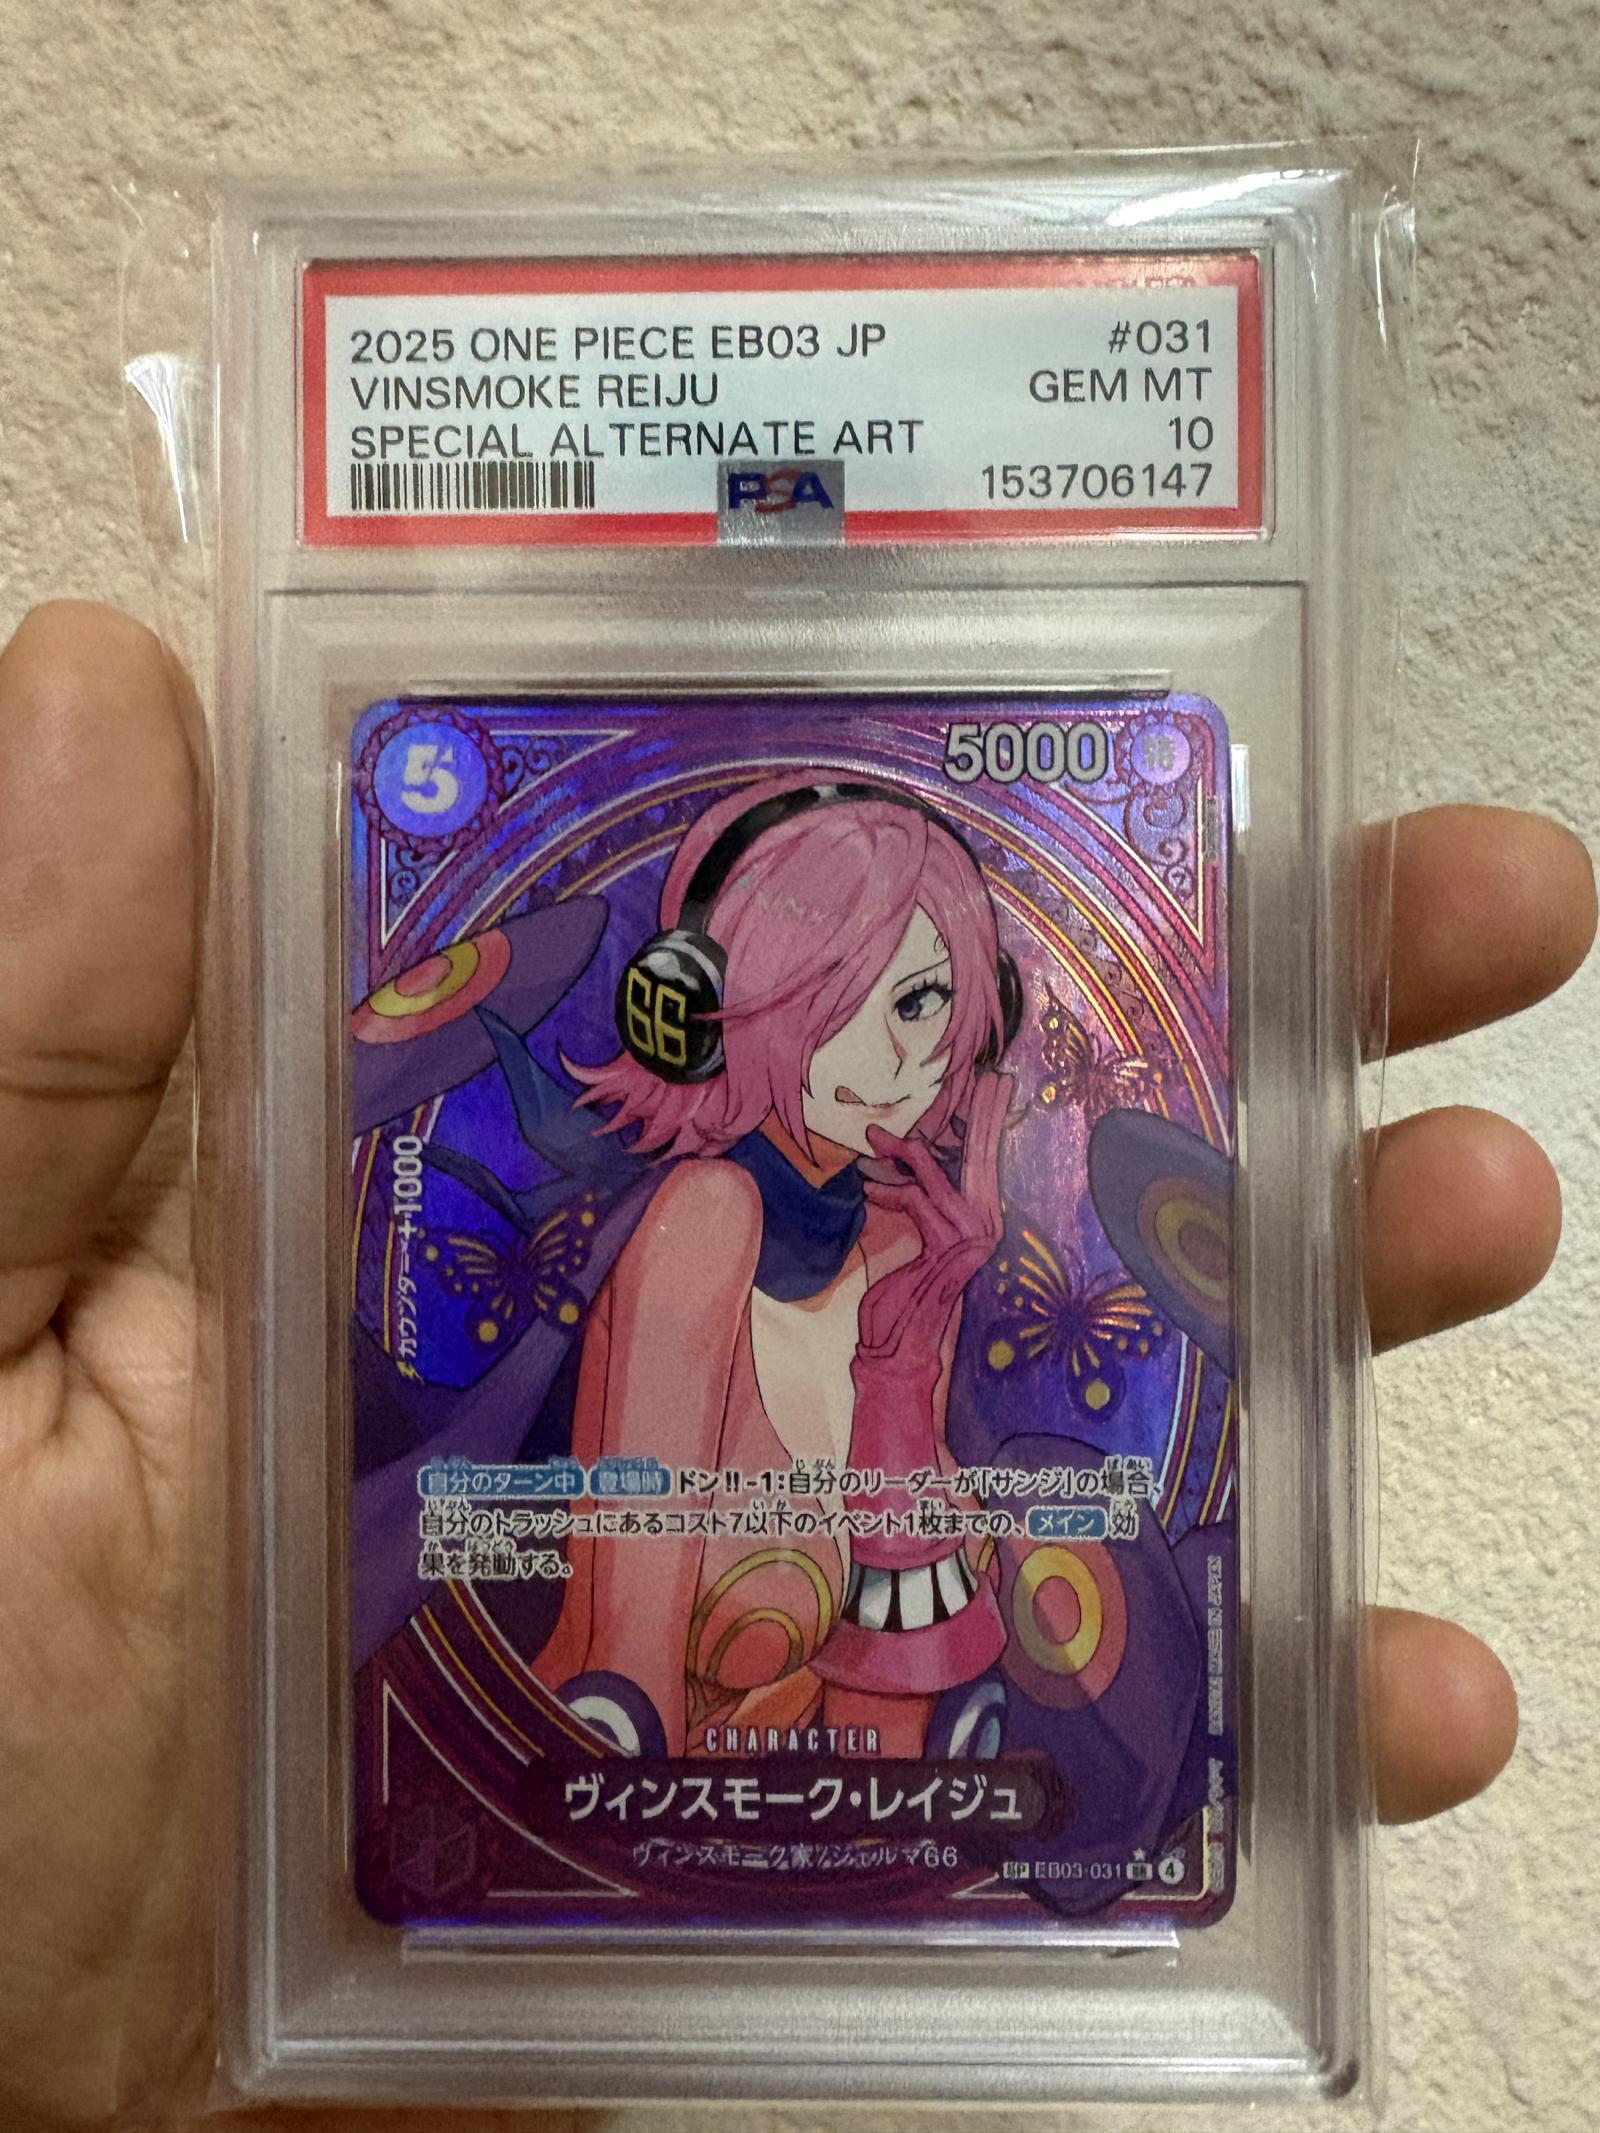 2025 ONE PIECE EB03 JP #031
VINSMOKE REIJU GEM MT
SPECIAL ALTERNATE ART 10
PSA 153706147
5 5000 特
66
カウンター+1000
自分のターン中 登場時 ドン!!-1:自分のリーダーが「サンジ」の場合、
自分のトラッシュにあるコスト7以下のイベント1枚までの、メイン効
果を発動する。
CHARACTER
ヴィンスモーク・レイジュ
ヴィンスモーク家/ジェルマ66
SP EB03-031 4